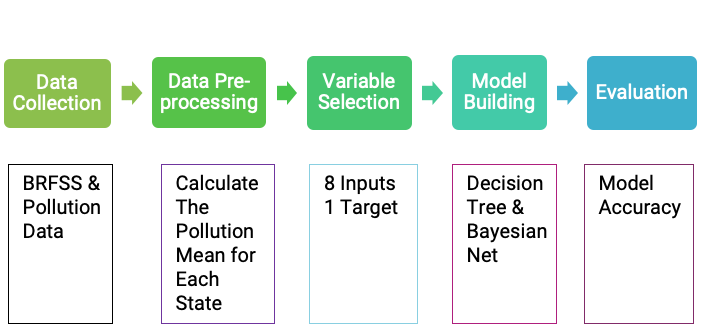 Data
Collection
Data Pre-
processing
Variable
Selection
Model
Building
Evaluation
BRFSS &
Pollution
Data
Calculate
The
Pollution
Mean for
Each
State
8 Inputs
1 Target
Decision
Tree &
Bayesian
Net
Model
Accuracy